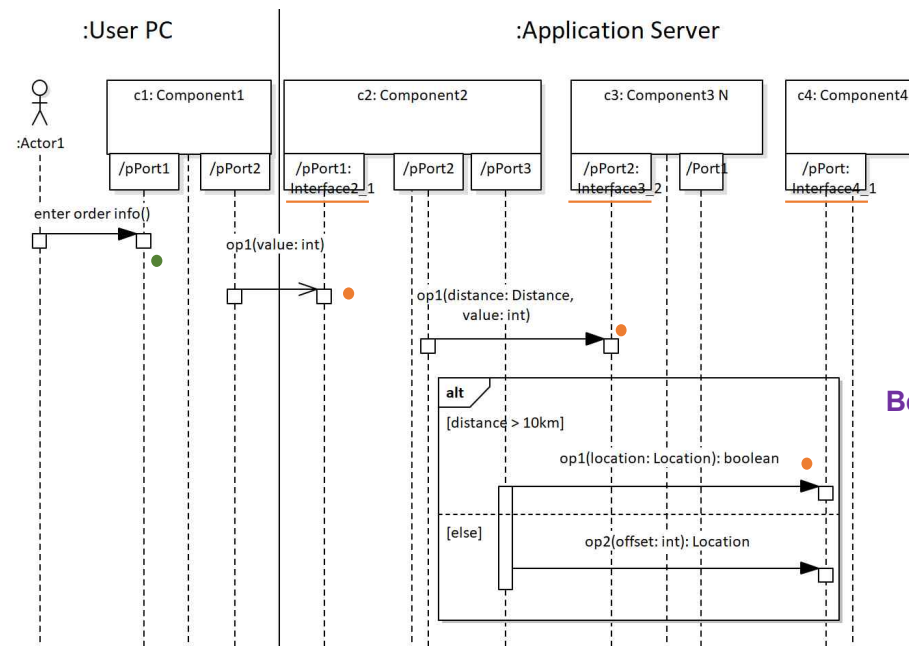 :User PC
:Application Server
c1: Component1
c2: Component2
c3: Component3 N
c4: Component4
:Actor1
/pPort1
/pPort2
/pPort1:
Interface2_1
/pPort2
/pPort3
/pPort2:
Interface3_2
/Port1
/pPort:
Interface4_1
enter order info()
op1(value: int)
op1(distance: Distance,
value: int)
alt
[distance > 10km]
op1(location: Location): boolean
[else]
op2(offset: int): Location